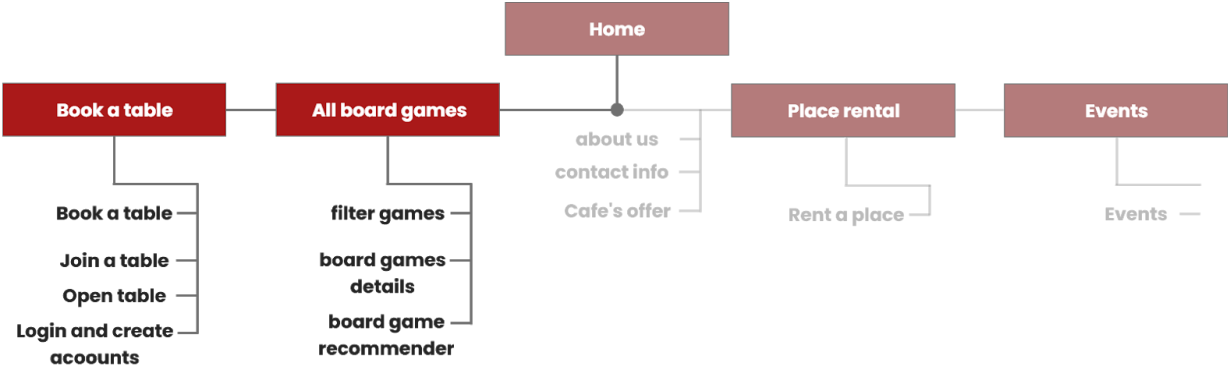 Home
Book a table
All board games
Place rental
Events
about us
contact info
Cafe's offer
Book a table
Join a table
Open table
Login and create
acoounts
filter games
board games
details
board game
recommender
Rent a place
Events